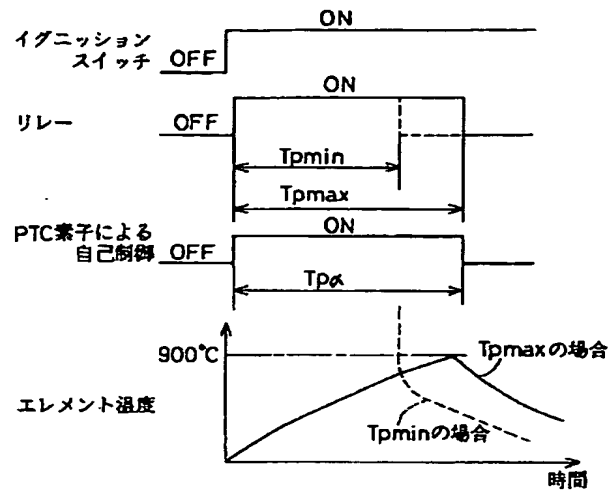 ON
イグニッション
スイッチ OFF
ON
リレー OFF
Tpmin
Tpmax
PTC素子による
ON
自己制御 OFF
Tpα
900℃
Tpmaxの場合
エレメント温度
Tpminの場合
時間